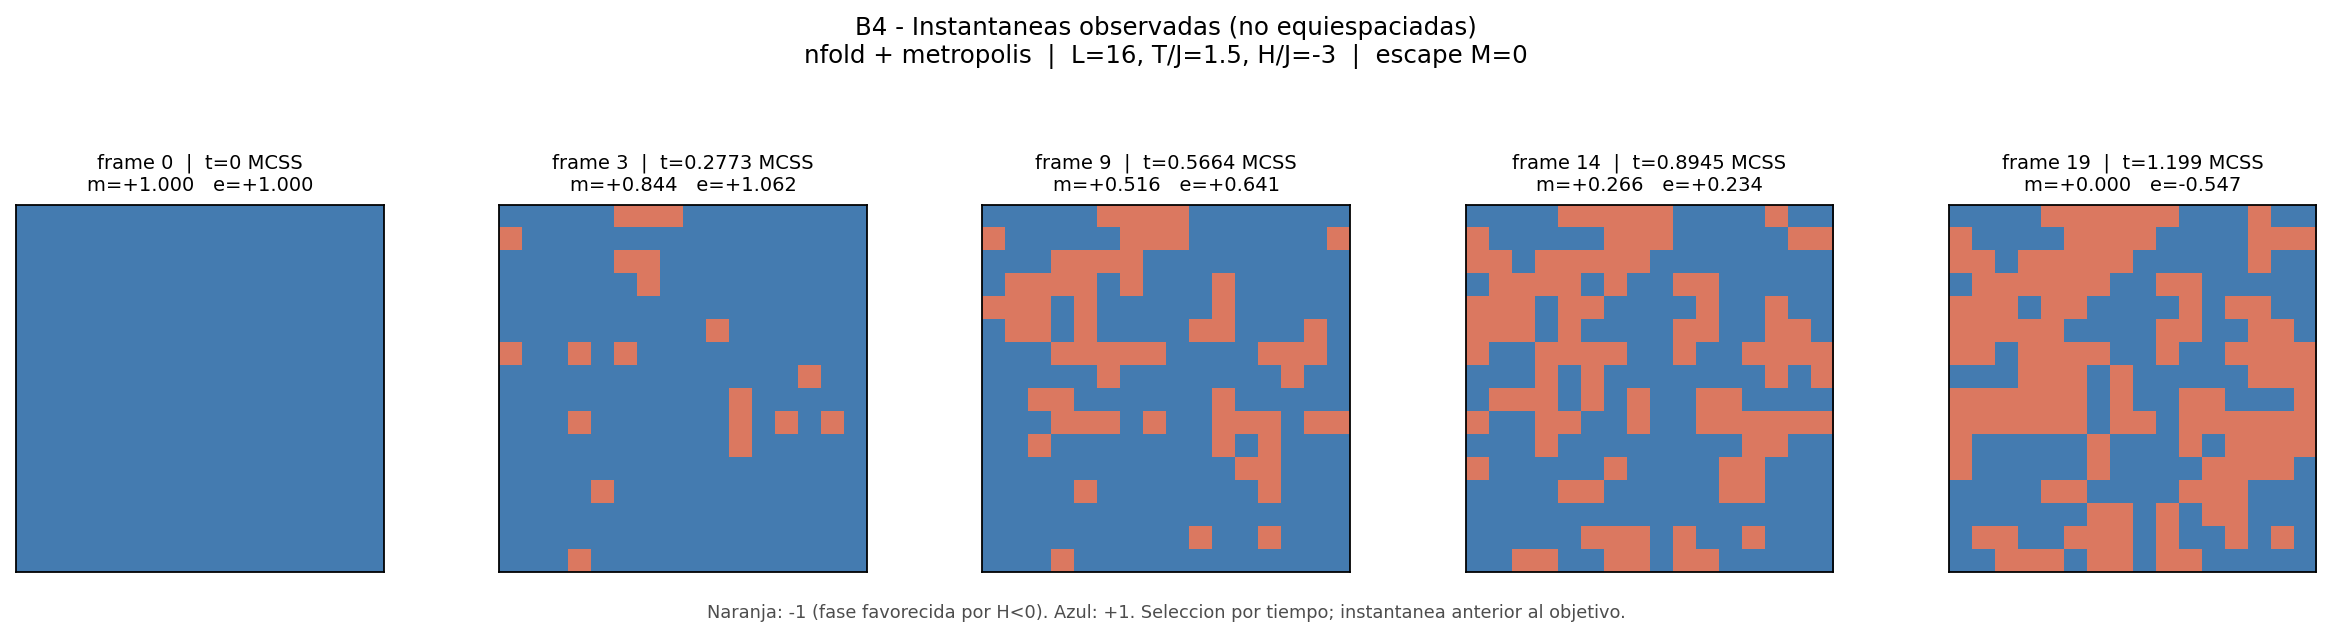 B4 - Instantaneas observadas (no equiespaciadas)
nfold + metropolis | L=16, T/J=1.5, H/J=-3 | escape M=0
frame 0 | t=0 MCSS
m=+1.000 e=+1.000
frame 3 | t=0.2773 MCSS
m=+0.844 e=+1.062
frame 9 | t=0.5664 MCSS
m=+0.516 e=+0.641
frame 14 | t=0.8945 MCSS
m=+0.266 e=+0.234
frame 19 | t=1.199 MCSS
m=+0.000 e=-0.547
Naranja: -1 (fase favorecida por H<0). Azul: +1. Seleccion por tiempo; instantanea anterior al objetivo.